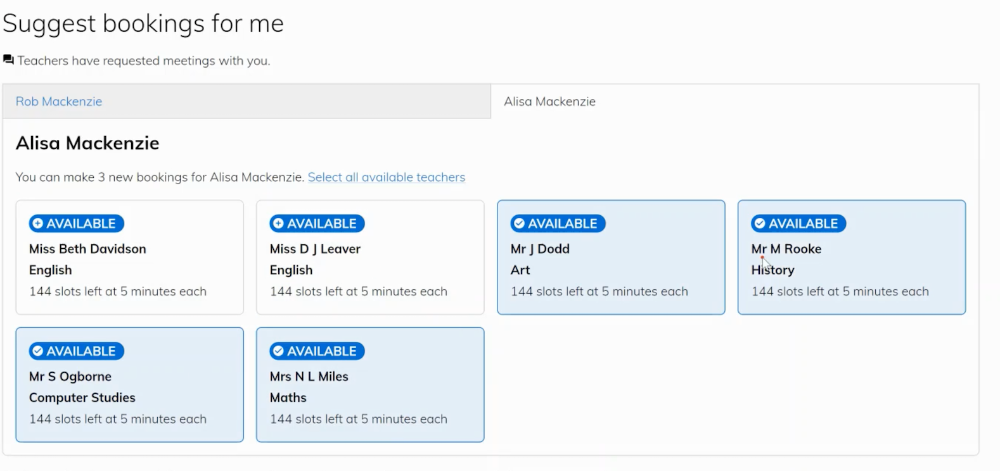 Suggest bookings for me
Teachers have requested meetings with you.
Rob Mackenzie
Alisa Mackenzie
Alisa Mackenzie
You can make 3 new bookings for Alisa Mackenzie. Select all available teachers
AVAILABLE
Miss Beth Davidson
English
144 slots left at 5 minutes each
AVAILABLE
Miss D J Leaver
English
144 slots left at 5 minutes each
AVAILABLE
Mr J Dodd
Art
144 slots left at 5 minutes each
AVAILABLE
Mr M Rooke
History
144 slots left at 5 minutes each
AVAILABLE
Mr S Ogborne
Computer Studies
144 slots left at 5 minutes each
AVAILABLE
Mrs N L Miles
Maths
144 slots left at 5 minutes each